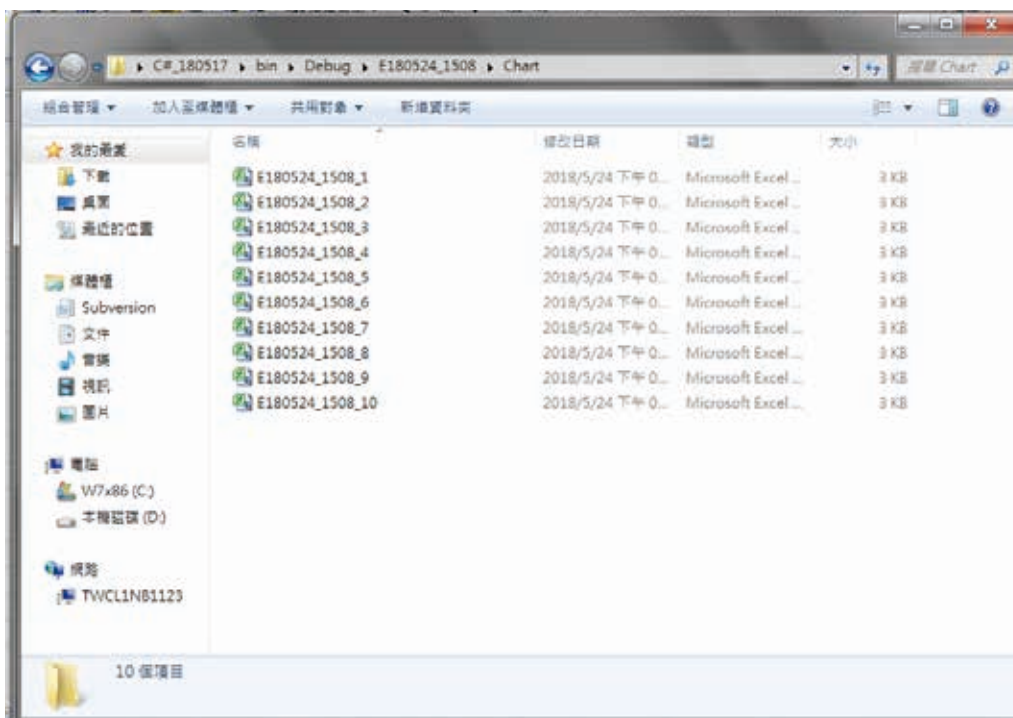 C#_180517 ▸ bin ▸ Debug ▸ E180524_1508 ▸ Chart
搜尋 Chart
組合管理 加入至媒體櫃 共用對象 新增資料夾
名稱 修改日期 類型 大小
我的最愛
下載
桌面
最近的位置
媒體櫃
Subversion
文件
音樂
視訊
圖片
電腦
W7x86 (C:)
本機磁碟 (D:)
網路
TWCL1NB1123
E180524_1508_1 2018/5/24 下午 0... Microsoft Excel ... 3 KB
E180524_1508_2 2018/5/24 下午 0... Microsoft Excel ... 3 KB
E180524_1508_3 2018/5/24 下午 0... Microsoft Excel ... 3 KB
E180524_1508_4 2018/5/24 下午 0... Microsoft Excel ... 3 KB
E180524_1508_5 2018/5/24 下午 0... Microsoft Excel ... 3 KB
E180524_1508_6 2018/5/24 下午 0... Microsoft Excel ... 3 KB
E180524_1508_7 2018/5/24 下午 0... Microsoft Excel ... 3 KB
E180524_1508_8 2018/5/24 下午 0... Microsoft Excel ... 3 KB
E180524_1508_9 2018/5/24 下午 0... Microsoft Excel ... 3 KB
E180524_1508_10 2018/5/24 下午 0... Microsoft Excel ... 3 KB
10 個項目